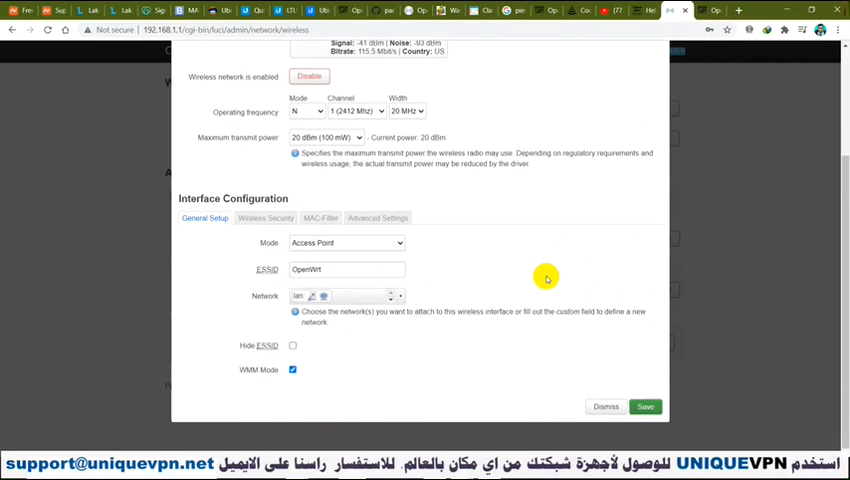 Not secure | 192.168.1.1/cgi-bin/luci/admin/network/wireless
Signal: -41 dBm | Noise: -93 dBm
Bitrate: 115.5 Mbit/s | Country: US
Wireless network is enabled Disable
Mode Channel Width
Operating frequency N 1 (2412 Mhz) 20 MHz
Maximum transmit power 20 dBm (100 mW) - Current power: 20 dBm
Specifies the maximum transmit power the wireless radio may use. Depending on regulatory requirements and
wireless usage, the actual transmit power may be reduced by the driver.
Interface Configuration
General Setup Wireless Security MAC-Filter Advanced Settings
Mode Access Point
ESSID OpenWrt
Network lan:
Choose the network(s) you want to attach to this wireless interface or fill out the custom field to define a new
network.
Hide ESSID
WMM Mode
Dismiss Save
استخدم UNIQUEVPN للوصول لأجهزة شبكتك من اي مكان بالعالم. للاستفسار راسنا على الايميل support@uniquevpn.net